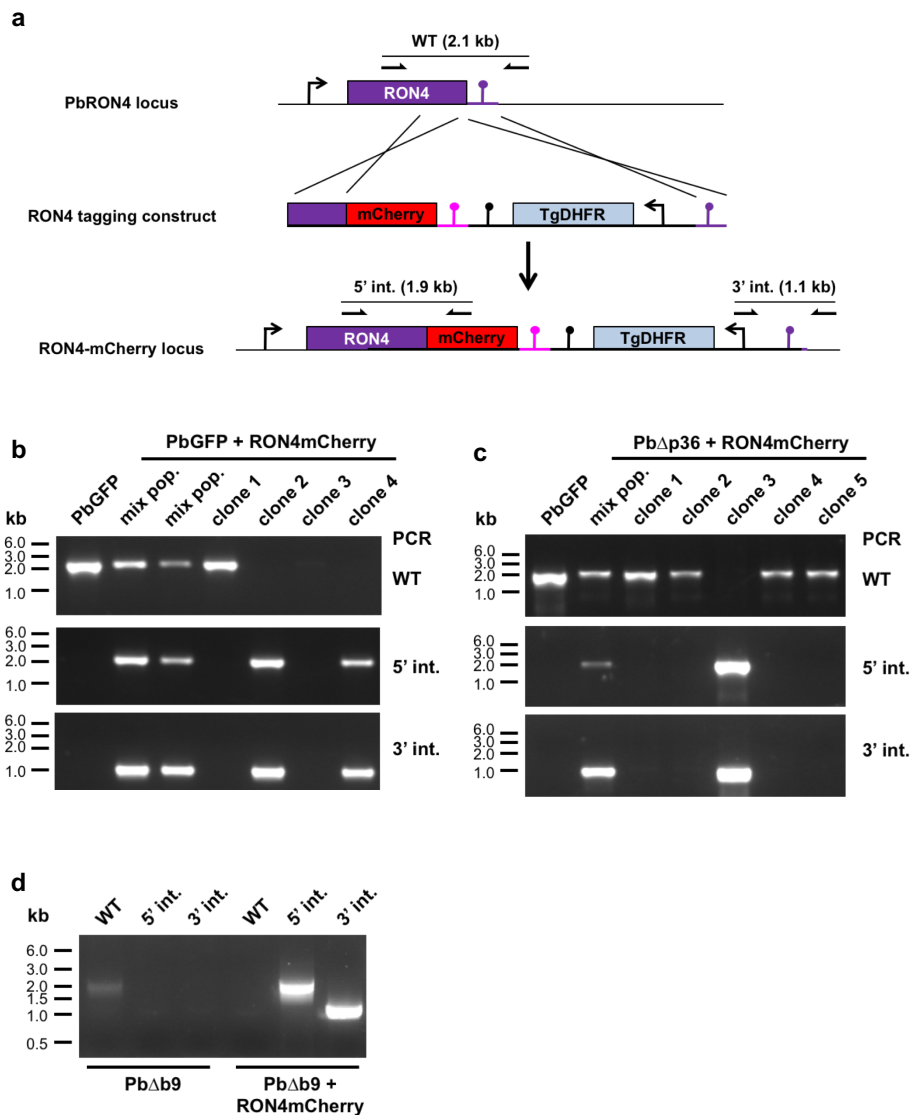 a
WT (2.1 kb)
RON4
PbRON4 locus
RON4 tagging construct
mCherry
TgDHFR
5’ int. (1.9 kb)
3’ int. (1.1 kb)
RON4-mCherry locus
RON4
mCherry
TgDHFR
b
PbGFP + RON4mCherry
kb
PbGFP
mix pop.
mix pop.
clone 1
clone 2
clone 3
clone 4
6.0
3.0
2.0
1.0
PCR
WT
6.0
3.0
2.0
1.0
5’ int.
6.0
3.0
2.0
1.0
3’ int.
c
PbΔp36 + RON4mCherry
kb
PbGFP
mix pop.
clone 1
clone 2
clone 3
clone 4
clone 5
6.0
3.0
2.0
1.0
PCR
WT
6.0
3.0
2.0
1.0
5’ int.
6.0
3.0
2.0
1.0
3’ int.
d
kb
WT
5’ int.
3’ int.
WT
5’ int.
3’ int.
6.0
3.0
2.0
1.5
1.0
0.5
PbΔb9
PbΔb9 +
RON4mCherry